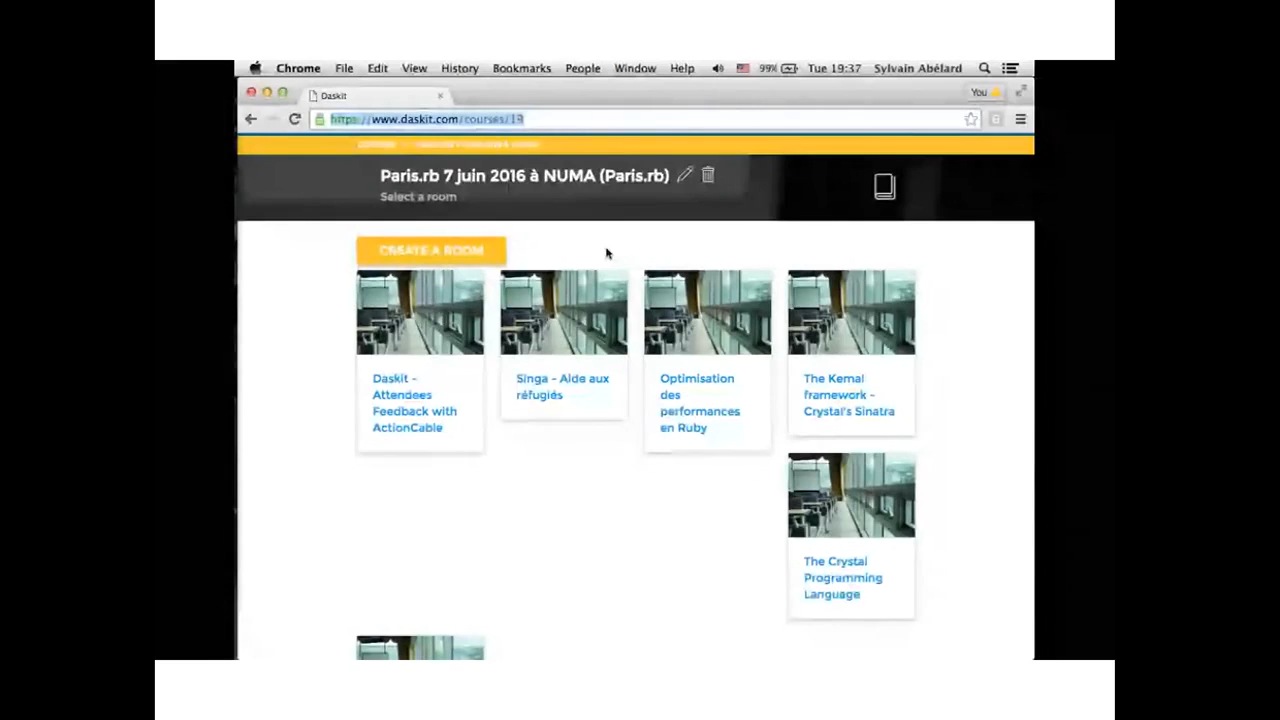 Chrome File Edit View History Bookmarks People Window Help 99% Tue 19:37 Sylvain Abélard
Daskit
You
https://www.daskit.com/courses/19
Paris.rb 7 juin 2016 à NUMA (Paris.rb)
Select a room
CREATE A ROOM
Daskit -
Attendees
Feedback with
ActionCable
Singa - Aide aux
réfugiés
Optimisation
des
performances
en Ruby
The Kemal
framework -
Crystal's Sinatra
The Crystal
Programming
Language